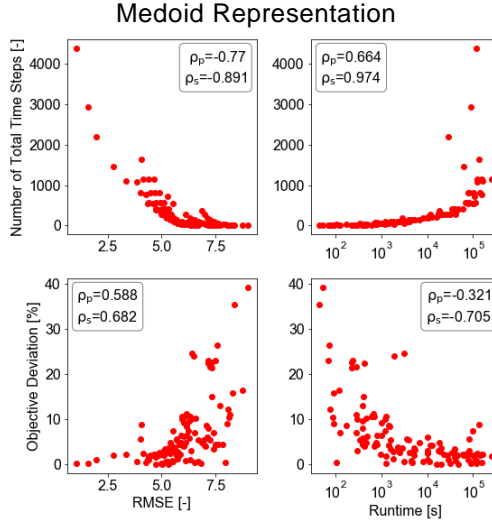 Medoid Representation
Number of Total Time Steps [-]
4000
3000
2000
1000
0
2.5 5.0 7.5
ρp=-0.77
ρs=-0.891
4000
3000
2000
1000
0
10² 10³ 10⁴ 10⁵
ρp=0.664
ρs=0.974
Objective Deviation [%]
40
30
20
10
0
2.5 5.0 7.5
RMSE [-]
ρp=0.588
ρs=0.682
40
30
20
10
0
10² 10³ 10⁴ 10⁵
Runtime [s]
ρp=-0.321
ρs=-0.705